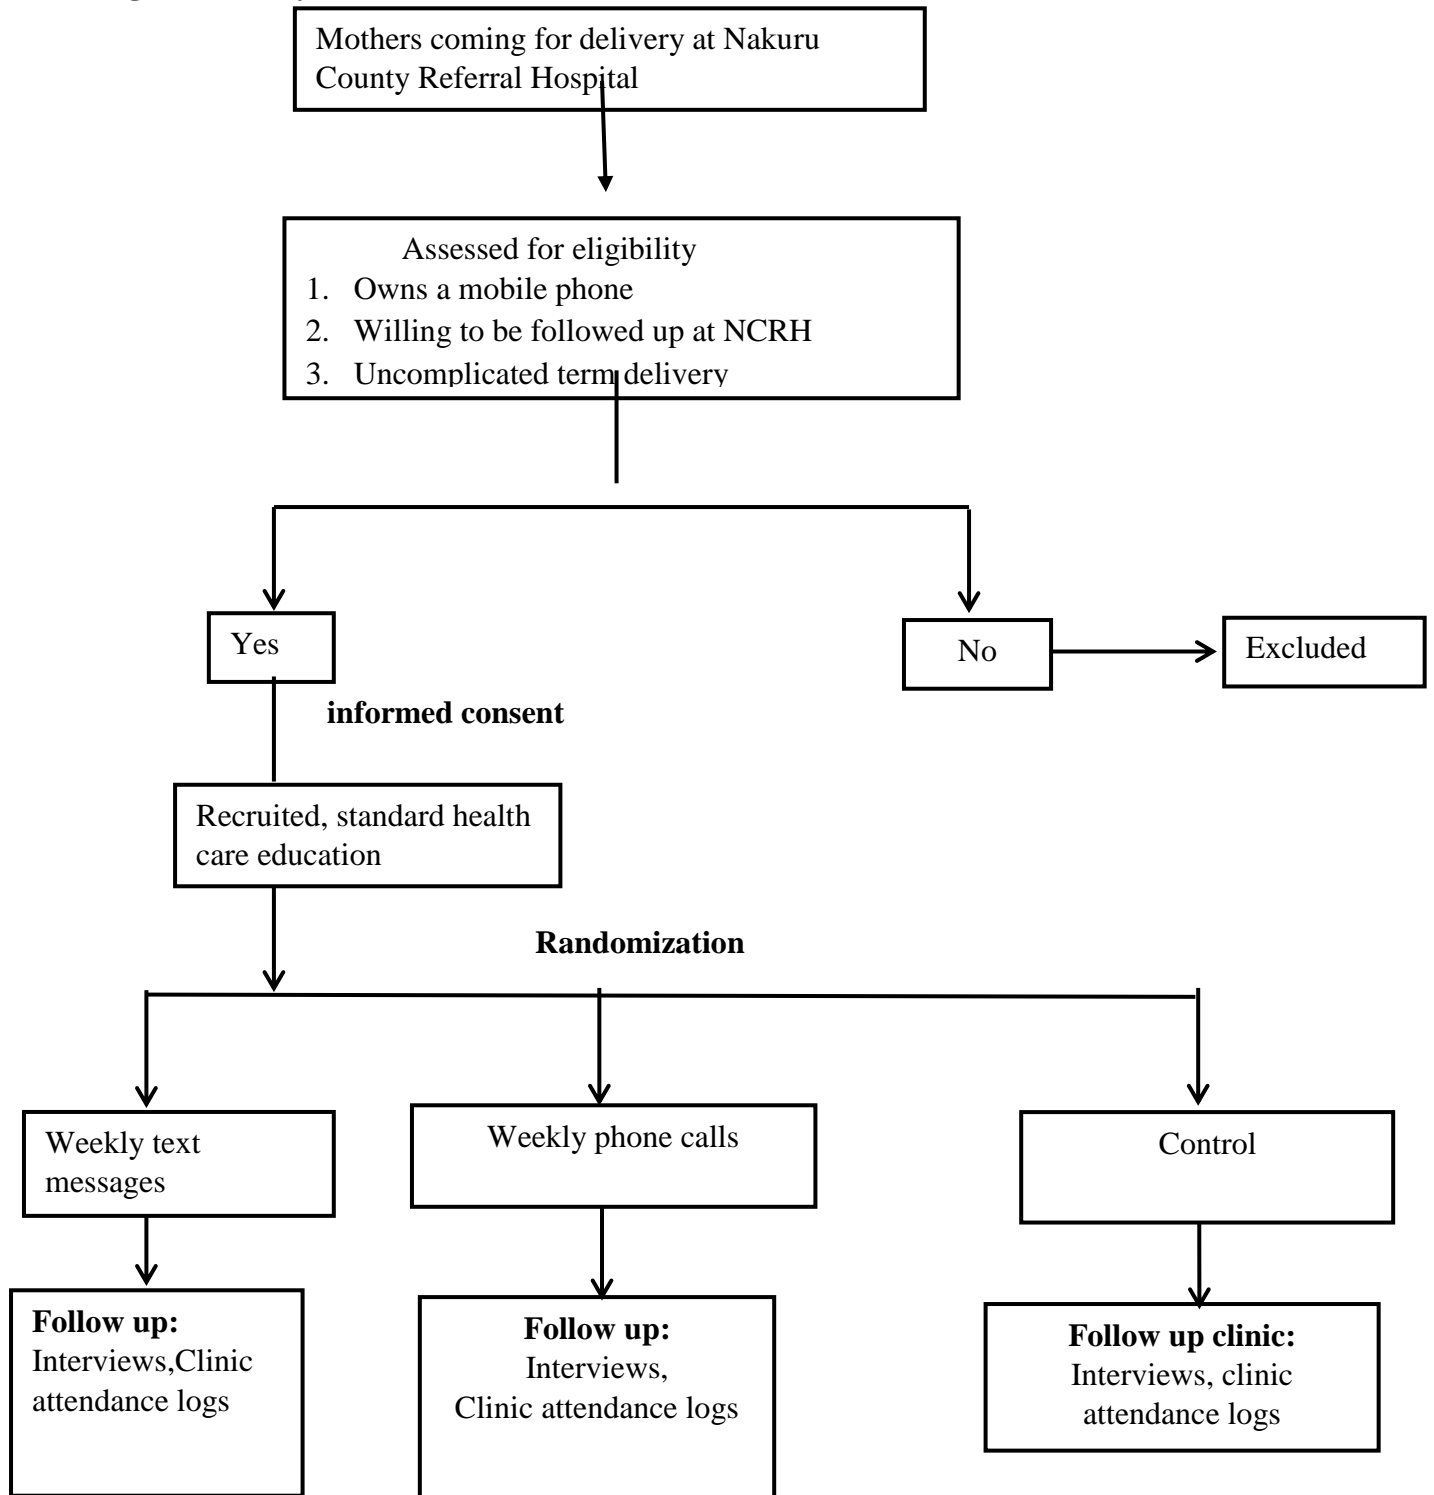 Mothers coming for delivery at Nakuru
County Referral Hospital
Assessed for eligibility
1. Owns a mobile phone
2. Willing to be followed up at NCRH
3. Uncomplicated term delivery
Yes
No
Excluded
informed consent
Recruited, standard health
care education
Randomization
Weekly text
messages
Weekly phone calls
Control
Follow up:
Interviews,Clinic
attendance logs
Follow up:
Interviews,
Clinic attendance logs
Follow up clinic:
Interviews, clinic
attendance logs